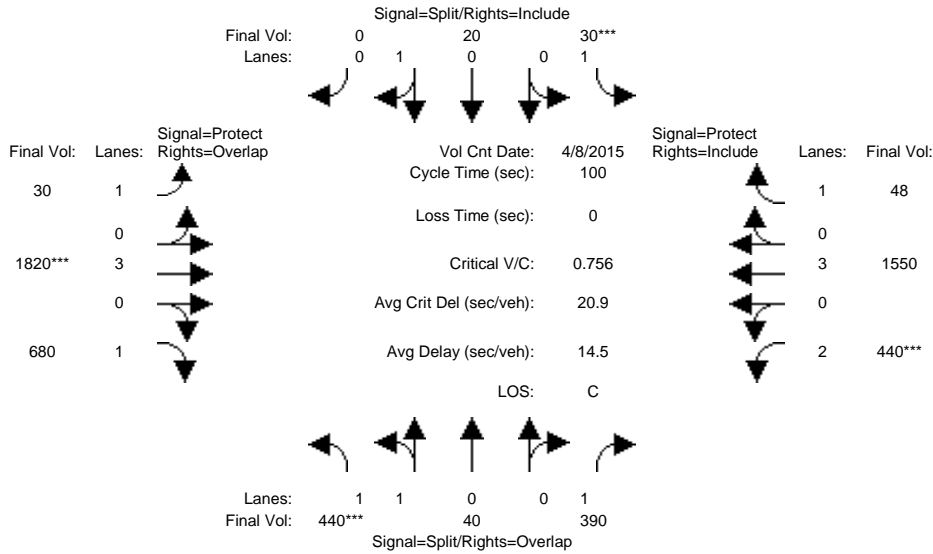 Signal=Split/Rights=Include
Final Vol: 0 20 30***
Lanes: 0 1 0 0 1
Signal=Protect Signal=Protect
Final Vol: Lanes: Rights=Overlap Vol Cnt Date: 4/8/2015 Rights=Include Lanes: Final Vol:
Cycle Time (sec): 100
30 1 1 48
Loss Time (sec): 0
0 0
1820*** 3 Critical V/C: 0.756 3 1550
0 Avg Crit Del (sec/veh): 20.9 0
680 1 Avg Delay (sec/veh): 14.5 2 440***
LOS: C
Lanes: 1 1 0 0 1
Final Vol: 440*** 40 390
Signal=Split/Rights=Overlap